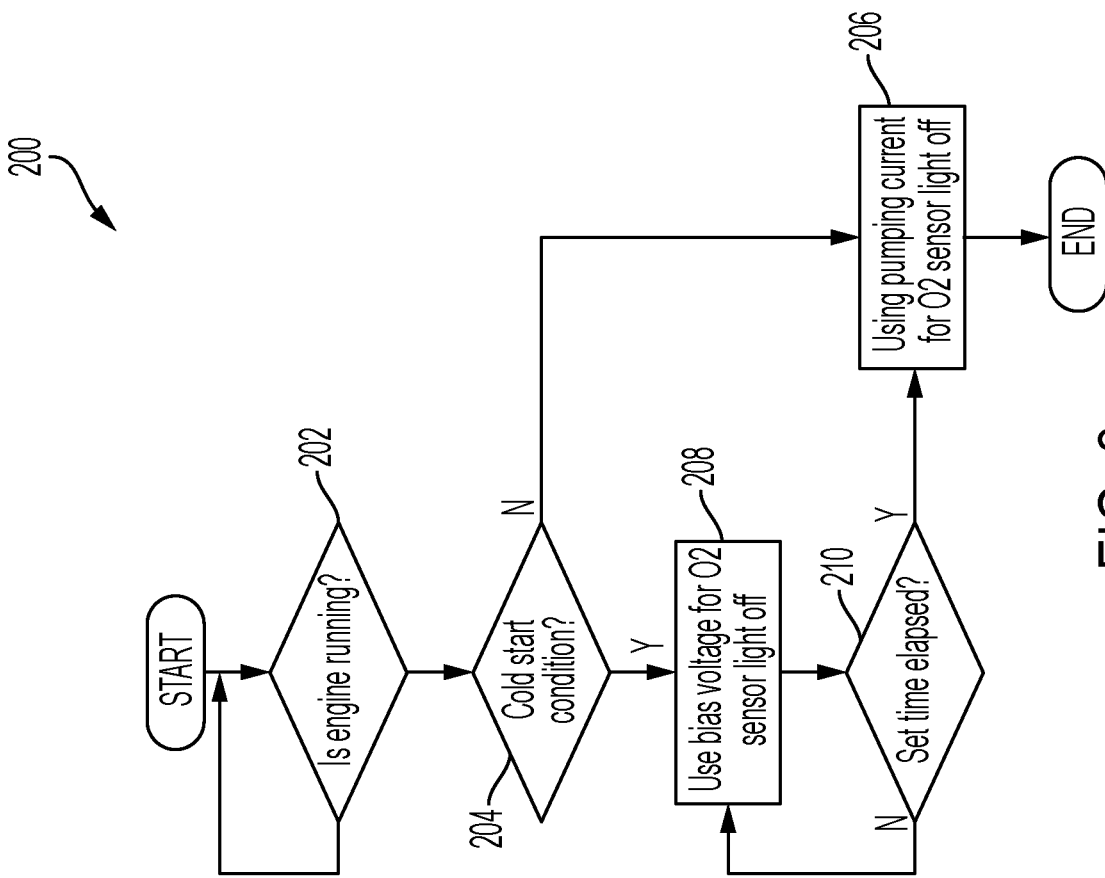 200
START
Is engine running?
202
Cold start
condition?
204
N
Y
Use bias voltage for O2
sensor light off
208
Set time elapsed?
210
N
Y
Using pumping current
for O2 sensor light off
206
END